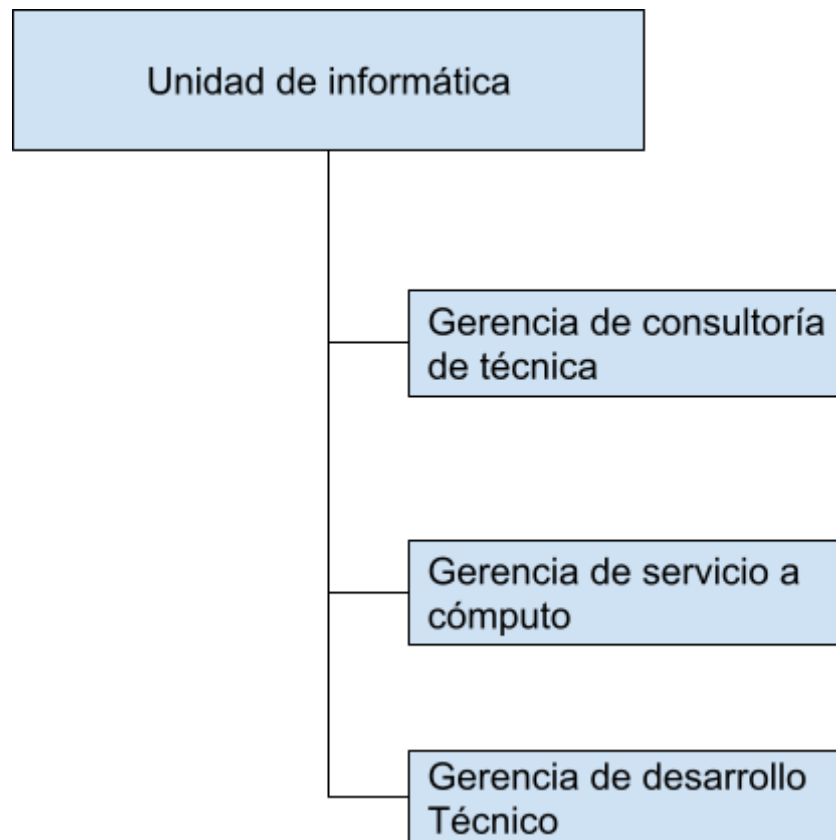 Unidad de informática
Gerencia de consultoría
de técnica
Gerencia de servicio a
cómputo
Gerencia de desarrollo
Técnico